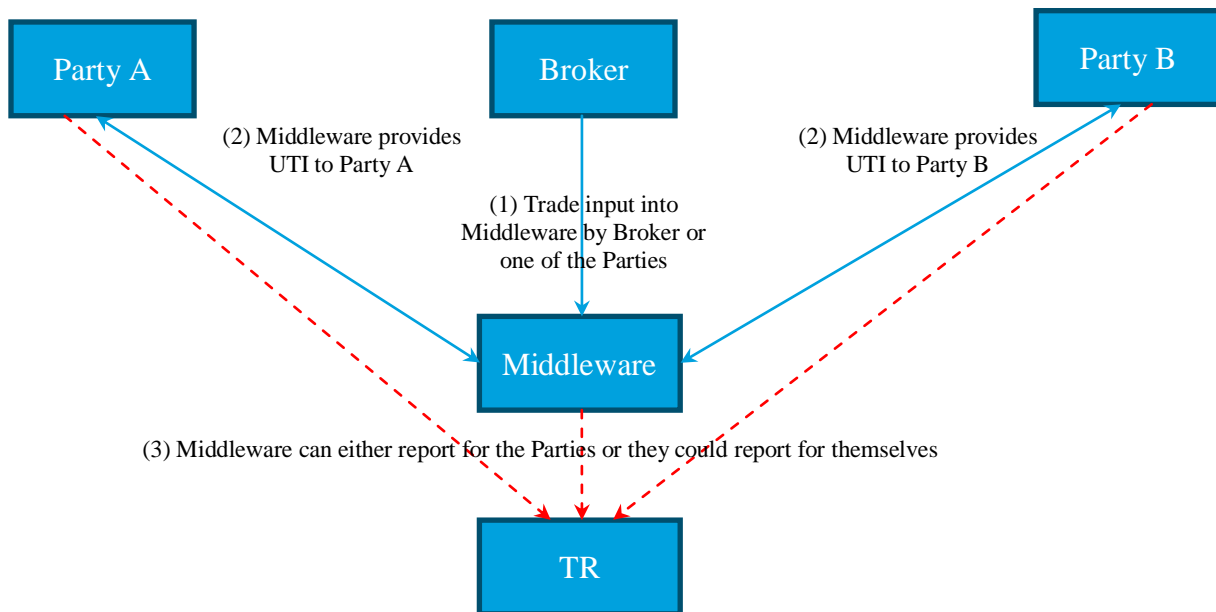 Party A
Broker
Party B
(2) Middleware provides
UTI to Party A
(2) Middleware provides
UTI to Party B
(1) Trade input into
Middleware by Broker or
one of the Parties
Middleware
(3) Middleware can either report for the Parties or they could report for themselves
TR